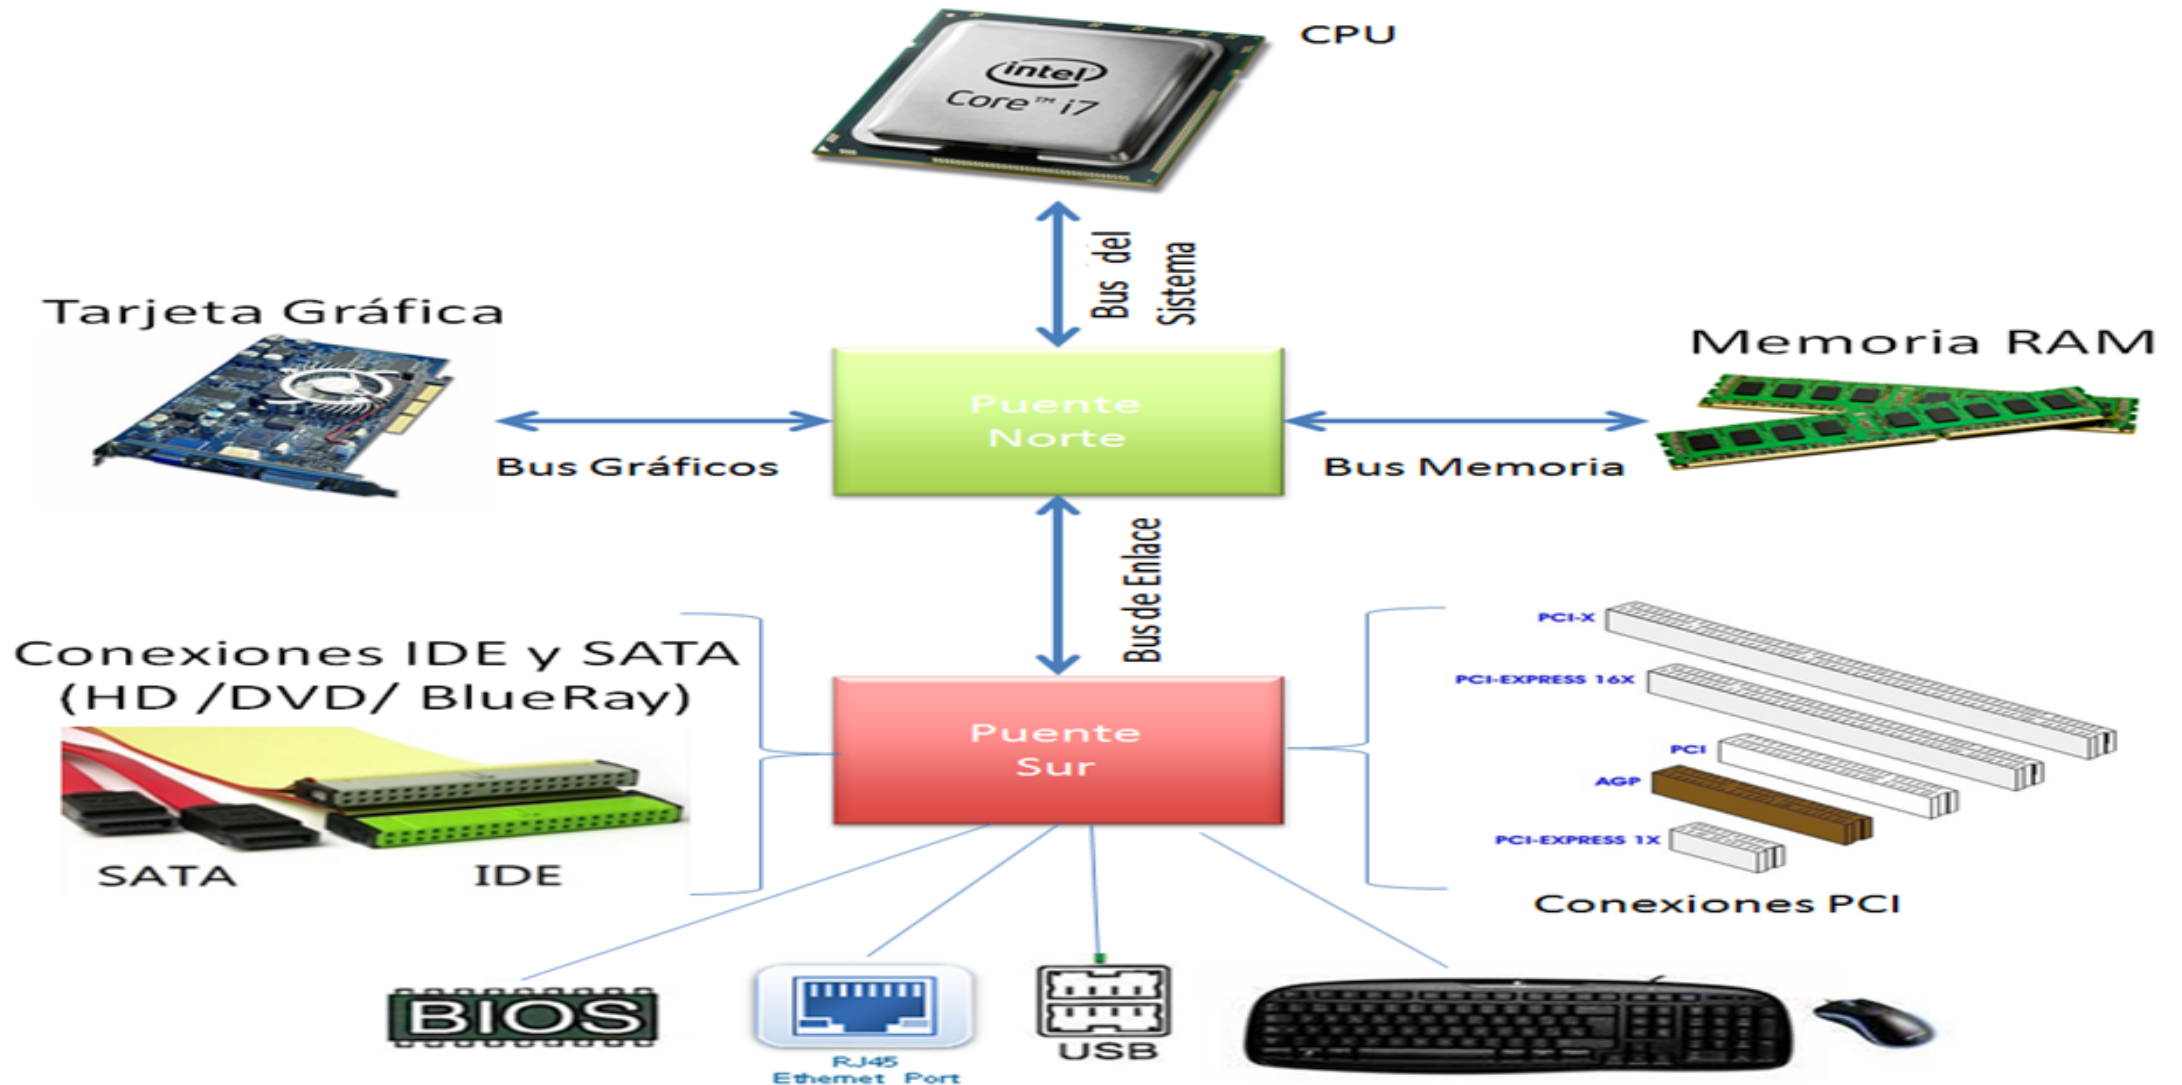 CPU
intel
Core™ i7
Bus del
Sistema
Tarjeta Gráfica
Memoria RAM
Puente
Norte
Bus Gráficos
Bus Memoria
Bus de Enlace
Conexiones IDE y SATA
(HD /DVD/ BlueRay)
SATA
IDE
Puente
Sur
PCI-X
PCI-EXPRESS 16X
PCI
AGP
PCI-EXPRESS 1X
Conexiones PCI
BIOS
RJ45
Ethernet Port
USB